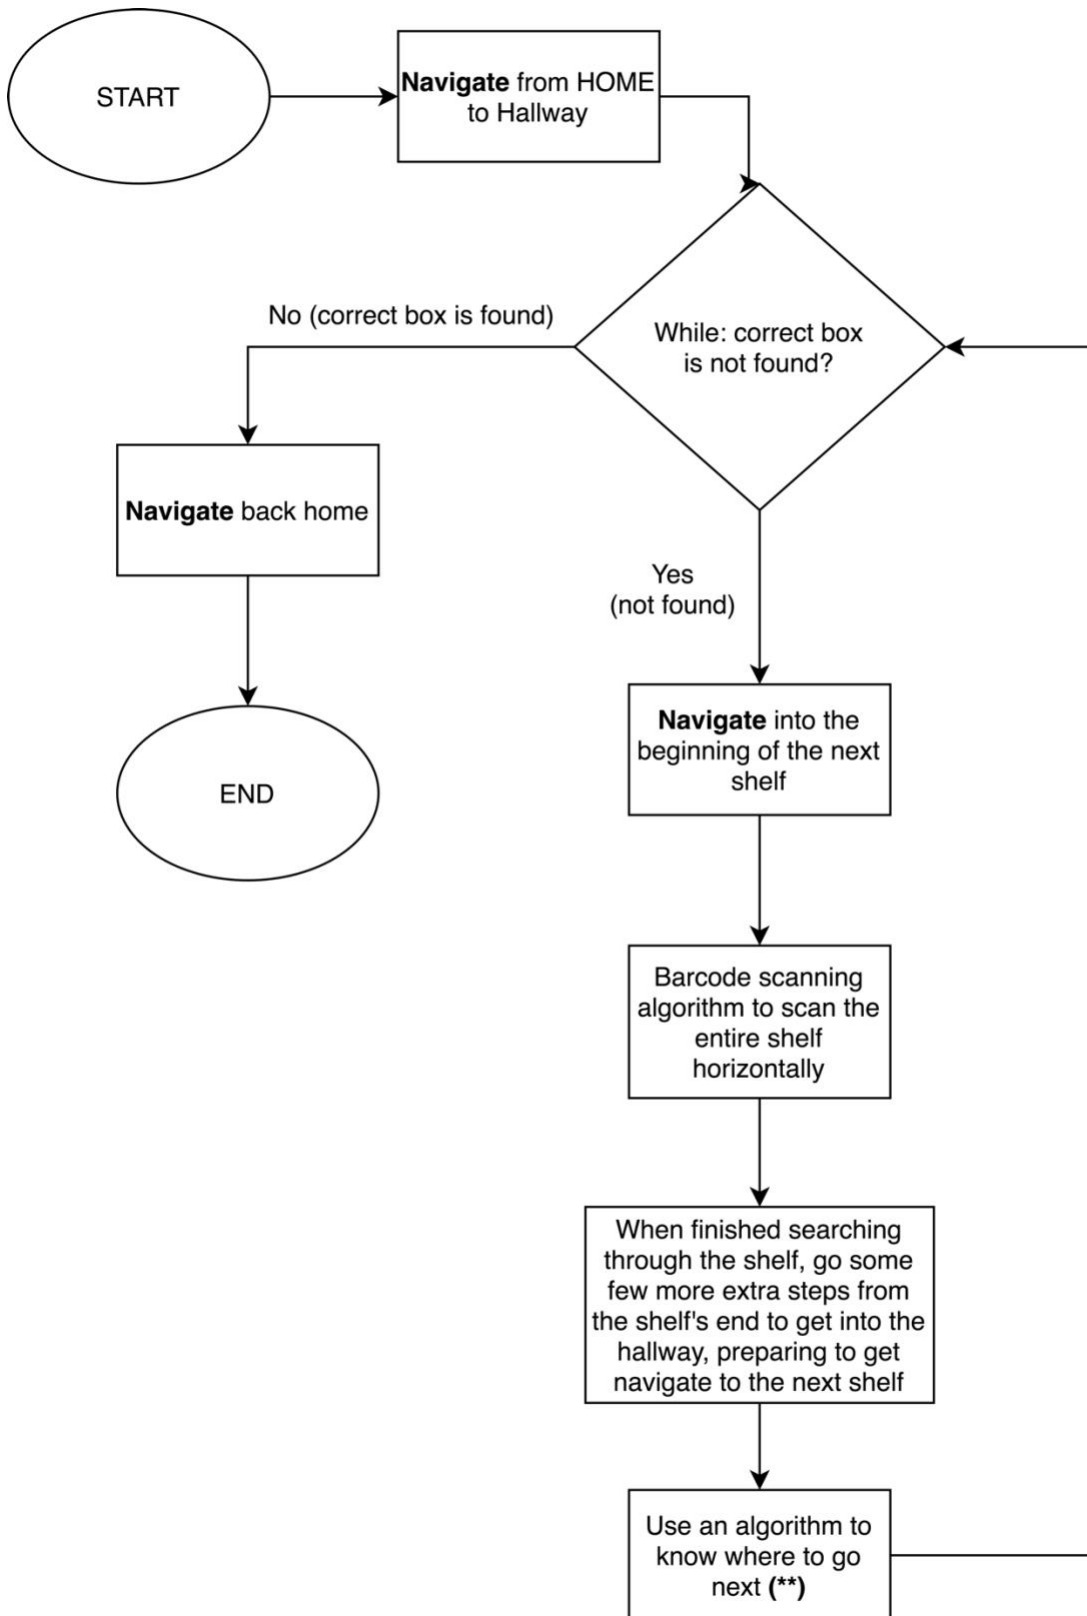 START
Navigate from HOME
to Hallway
No (correct box is found)
While: correct box
is not found?
Navigate back home
Yes
(not found)
END
Navigate into the
beginning of the next
shelf
Barcode scanning
algorithm to scan the
entire shelf
horizontally
When finished searching
through the shelf, go some
few more extra steps from
the shelf's end to get into the
hallway, preparing to get
navigate to the next shelf
Use an algorithm to
know where to go
next (**)